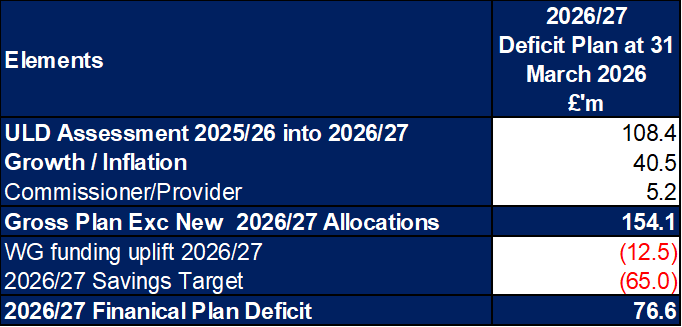 Elements
2026/27
Deficit Plan at 31
March 2026
£'m
ULD Assessment 2025/26 into 2026/27 108.4
Growth / Inflation 40.5
Commissioner/Provider 5.2
Gross Plan Exc New 2026/27 Allocations 154.1
WG funding uplift 2026/27 (12.5)
2026/27 Savings Target (65.0)
2026/27 Finanical Plan Deficit 76.6